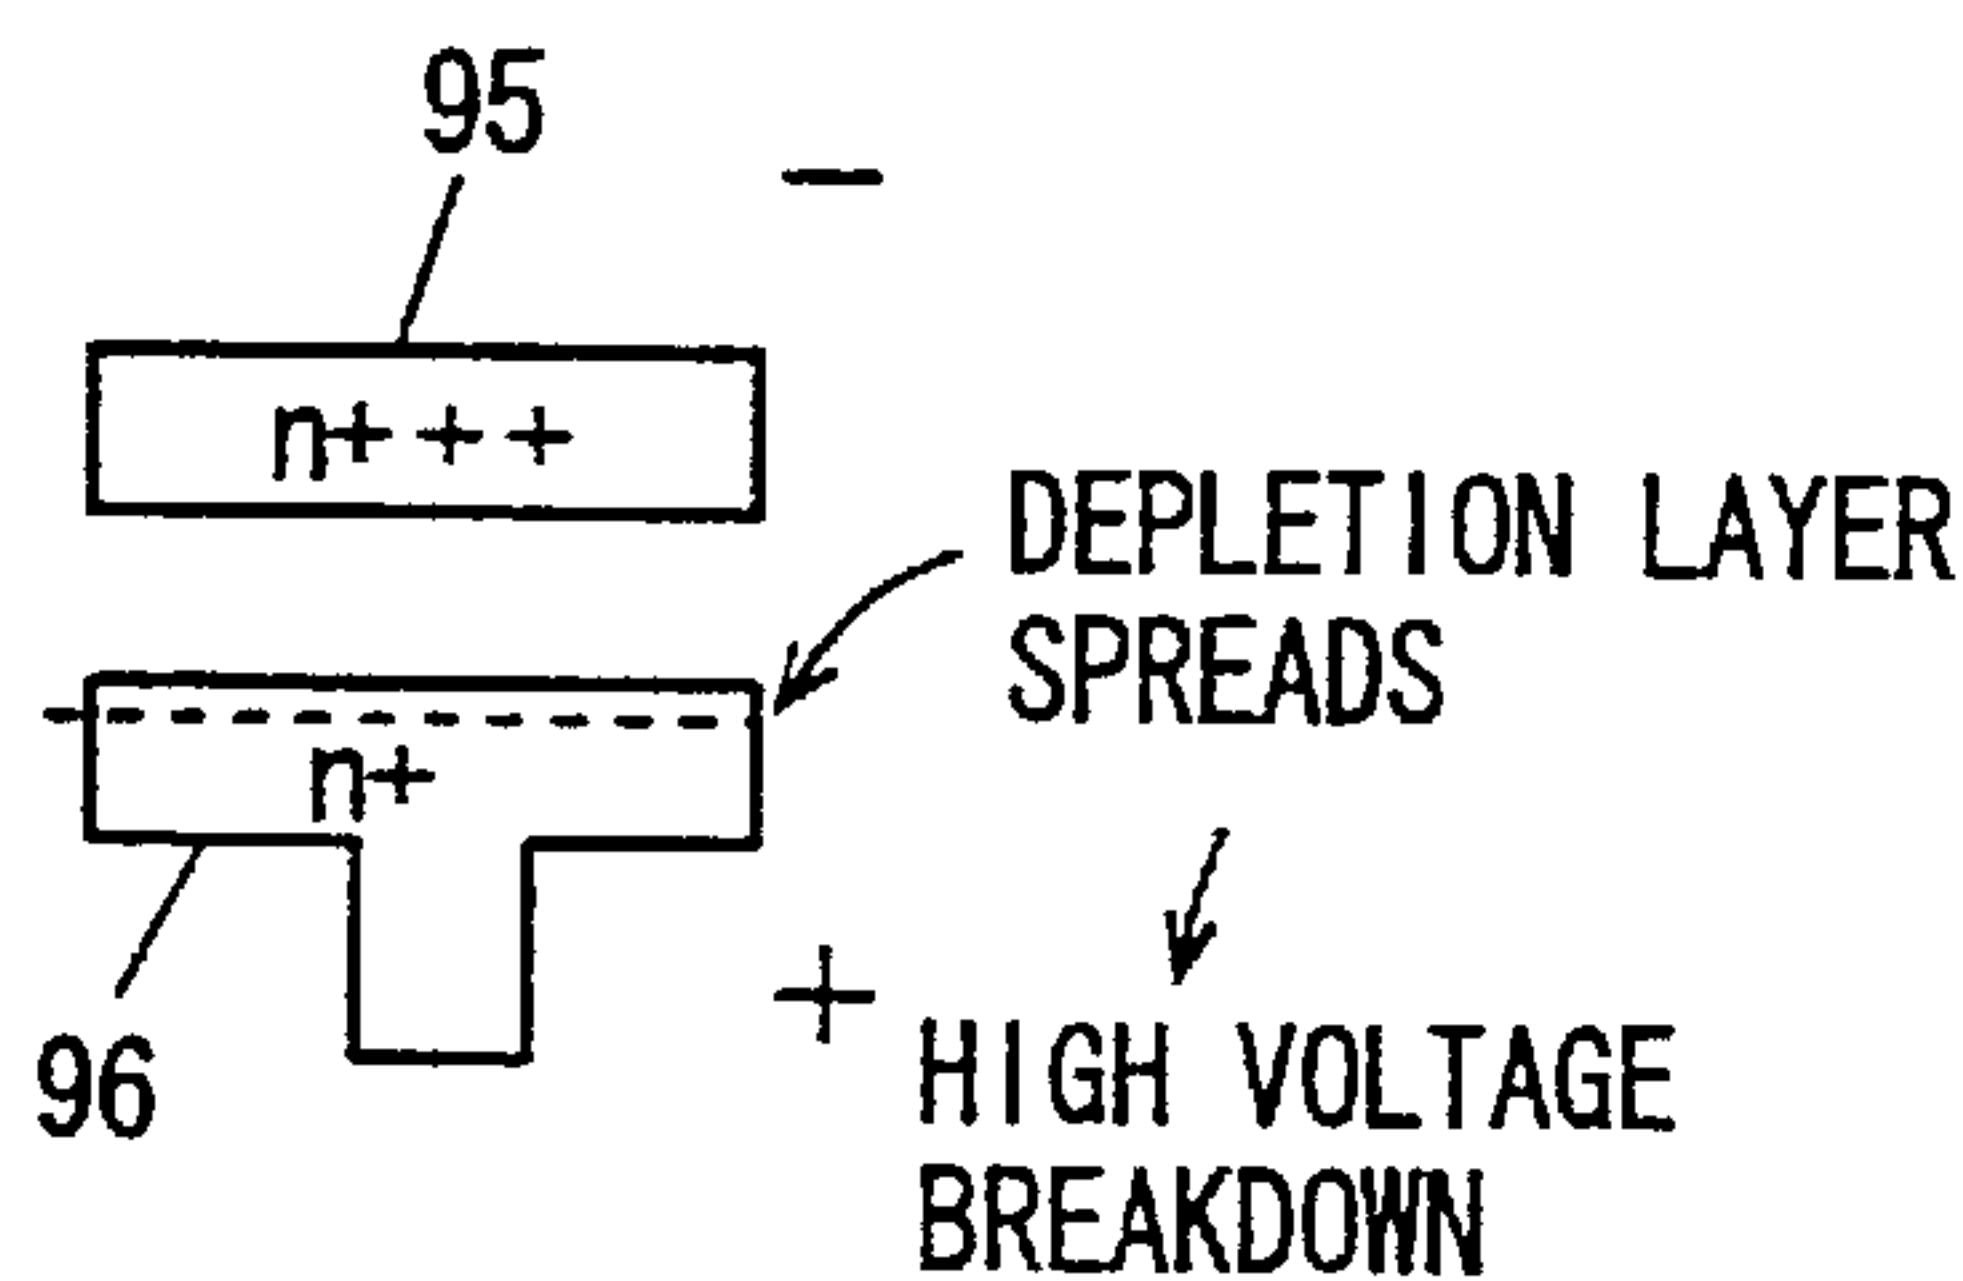 95
−
n+++
DEPLETION LAYER
SPREADS
n+
96
+
HIGH VOLTAGE
BREAKDOWN